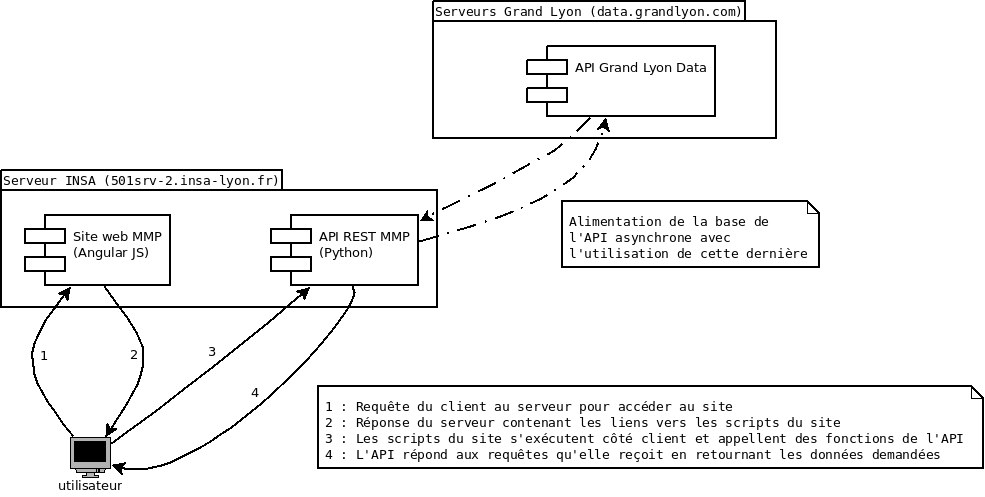 Serveurs Grand Lyon (data.grandlyon.com)
API Grand Lyon Data
Serveur INSA (501srv-2.insa-lyon.fr)
Site web MMP
(Angular JS)
API REST MMP
(Python)
Alimentation de la base de
l'API asynchrone avec
l'utilisation de cette dernière
1
2
3
4
1 : Requête du client au serveur pour accéder au site
2 : Réponse du serveur contenant les liens vers les scripts du site
3 : Les scripts du site s'exécutent côté client et appellent des fonctions de l'API
4 : L'API répond aux requêtes qu'elle reçoit en retournant les données demandées
utilisateur